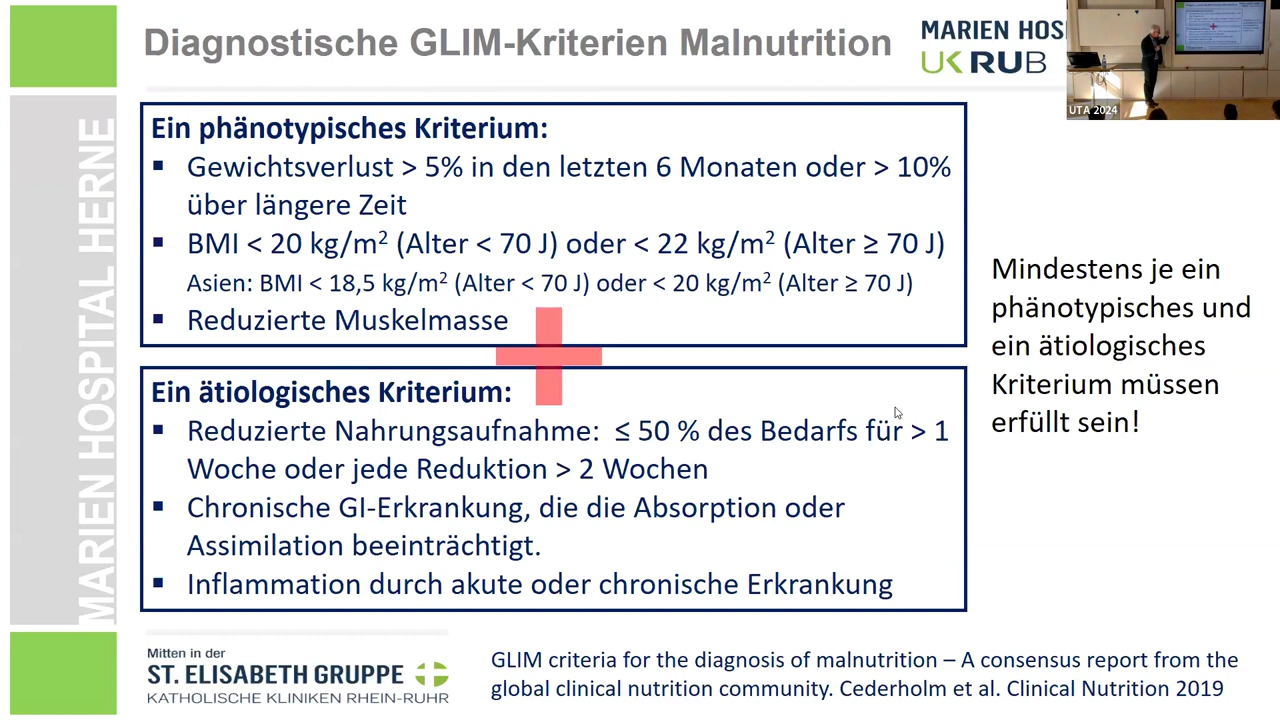 Diagnostische GLIM-Kriterien Malnutrition
MARIEN HOSI
UK RUB
UTA 2024
MARIEN HOSPITAL HERNE
Ein phänotypisches Kriterium:
▪ Gewichtsverlust > 5% in den letzten 6 Monaten oder > 10%
über längere Zeit
▪ BMI < 20 kg/m² (Alter < 70 J) oder < 22 kg/m² (Alter ≥ 70 J)
Asien: BMI < 18,5 kg/m² (Alter < 70 J) oder < 20 kg/m² (Alter ≥ 70 J)
▪ Reduzierte Muskelmasse
Ein ätiologisches Kriterium:
▪ Reduzierte Nahrungsaufnahme: ≤ 50 % des Bedarfs für > 1
Woche oder jede Reduktion > 2 Wochen
▪ Chronische GI-Erkrankung, die die Absorption oder
Assimilation beeinträchtigt.
▪ Inflammation durch akute oder chronische Erkrankung
Mindestens je ein
phänotypisches und
ein ätiologisches
Kriterium müssen
erfüllt sein!
Mitten in der
ST. ELISABETH GRUPPE
KATHOLISCHE KLINIKEN RHEIN-RUHR
GLIM criteria for the diagnosis of malnutrition – A consensus report from the
global clinical nutrition community. Cederholm et al. Clinical Nutrition 2019